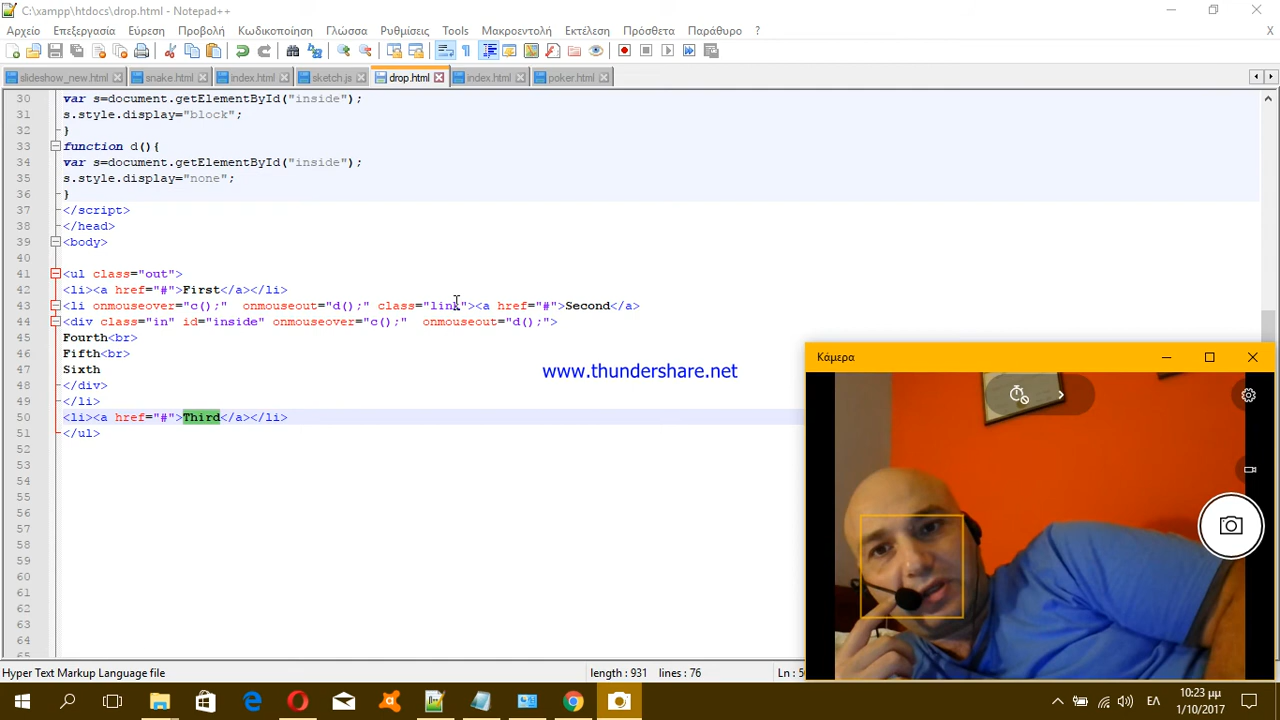 C:\xampp\htdocs\drop.html - Notepad++
Αρχείο Επεξεργασία Εύρεση Προβολή Κωδικοποίηση Γλώσσα Ρυθμίσεις Tools Μακροεντολή Εκτέλεση Πρόσθετα Παράθυρο ? X
slideshow_new.html snake.html index.html sketch.js drop.html index.html poker.html
30 var s=document.getElementById("inside");
31 s.style.display="block";
32 }
33 function d(){
34 var s=document.getElementById("inside");
35 s.style.display="none";
36 }
37 </script>
38 </head>
39 <body>
40
41 <ul class="out">
42 <li><a href="#">First</a></li>
43 <li onmouseover="c();" onmouseout="d();" class="link"><a href="#">Second</a>
44 <div class="in" id="inside" onmouseover="c();" onmouseout="d();">
45 Fourth<br>
46 Fifth<br>
47 Sixth
48 </div>
49 </li>
50 <li><a href="#">Third</a></li>
51 </ul>
52
53
54
55
56
57
58
59
60
61
62
63
64
65
www.thundershare.net
Κάμερα
Hyper Text Markup Language file length : 931 lines : 76
ΕΛ
10:23 μμ
1/10/2017